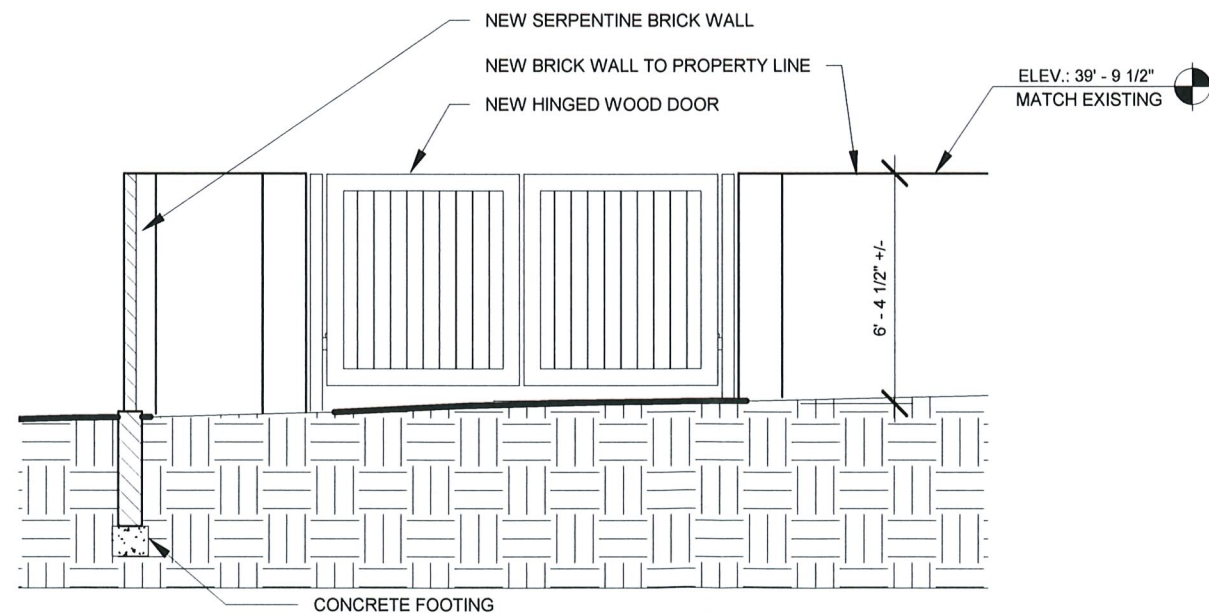 NEW SERPENTINE BRICK WALL
NEW BRICK WALL TO PROPERTY LINE
NEW HINGED WOOD DOOR
ELEV.: 39' - 9 1/2"
MATCH EXISTING
6' - 4 1/2" +/-
CONCRETE FOOTING